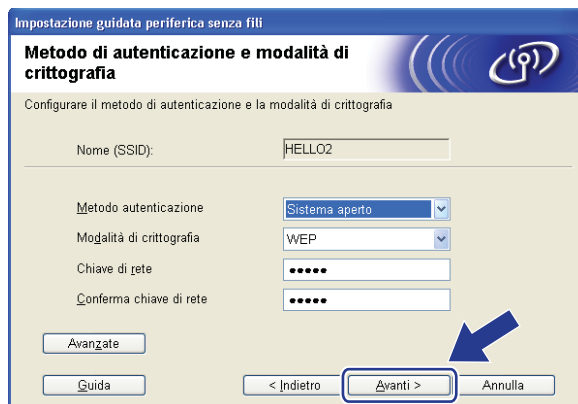 Impostazione guidata periferica senza fili
Metodo di autenticazione e modalità di
crittografia
Configurare il metodo di autenticazione e la modalità di crittografia
Nome (SSID): HELLO2
Metodo autenticazione Sistema aperto
Modalità di crittografia WEP
Chiave di rete •••••
Conferma chiave di rete •••••
Avanzate
Guida < Indietro Avanti > Annulla